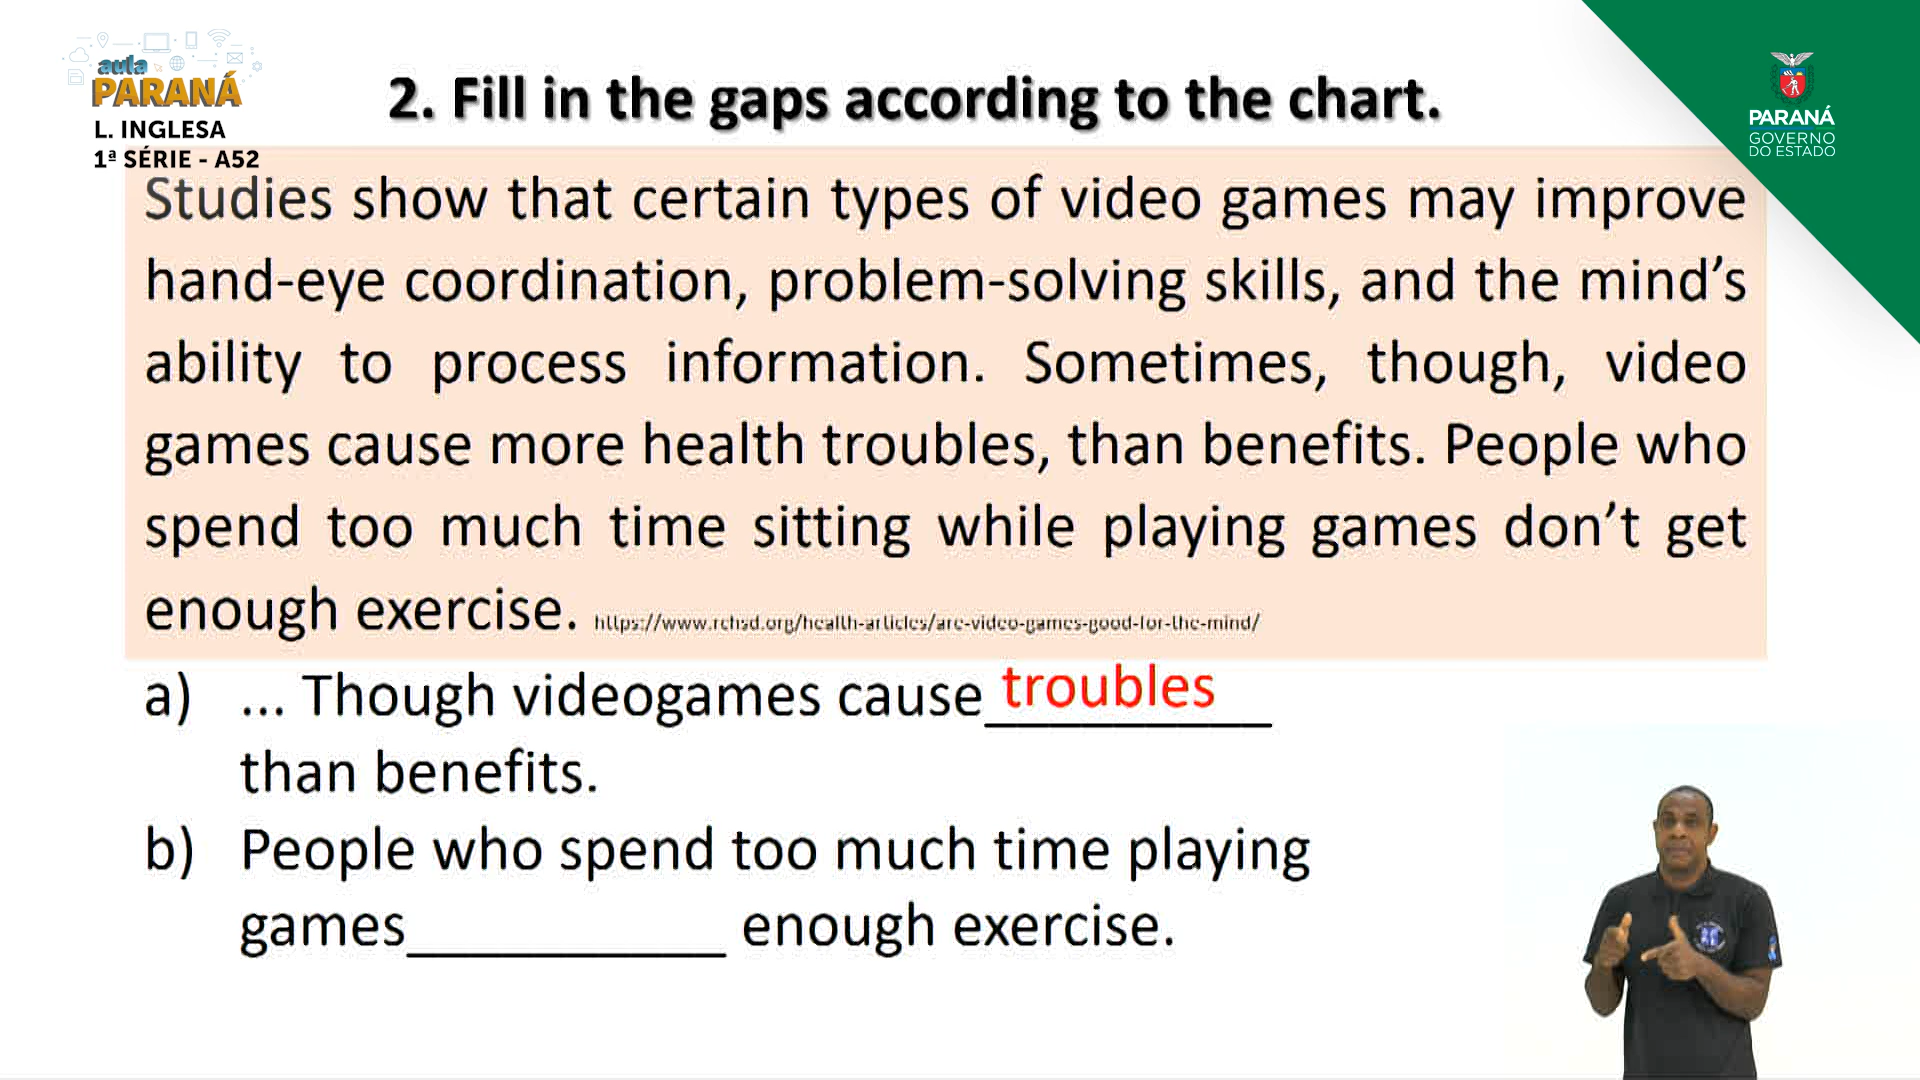 aula
PARANÁ
L. INGLESA
1ª SÉRIE - A52
2. Fill in the gaps according to the chart.
PARANÁ
GOVERNO
DO ESTADO
Studies show that certain types of video games may improve
hand-eye coordination, problem-solving skills, and the mind's
ability to process information. Sometimes, though, video
games cause more health troubles, than benefits. People who
spend too much time sitting while playing games don't get
enough exercise. https://www.rchsd.org/health-articles/are-video-games-good-for-the-mind/
a) ... Though videogames cause troubles
than benefits.
b) People who spend too much time playing
games__________ enough exercise.